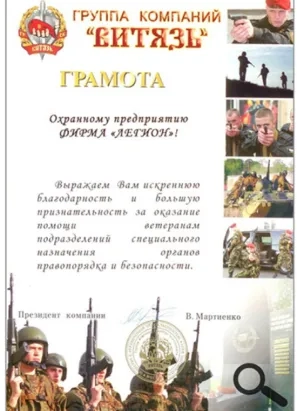 ГРУППА КОМПАНИЙ
"ВИТЯЗЬ"
ВИТЯЗЬ
ГРАМОТА
Охранному предприятию
ФИРМА «ЛЕГИОН»!
Выражаем Вам искреннюю
благодарность и большую
признательность за оказание
помощи ветеранам
подразделений специального
назначения органов
правопорядка и безопасности.
Президент компании В. Мартиенко